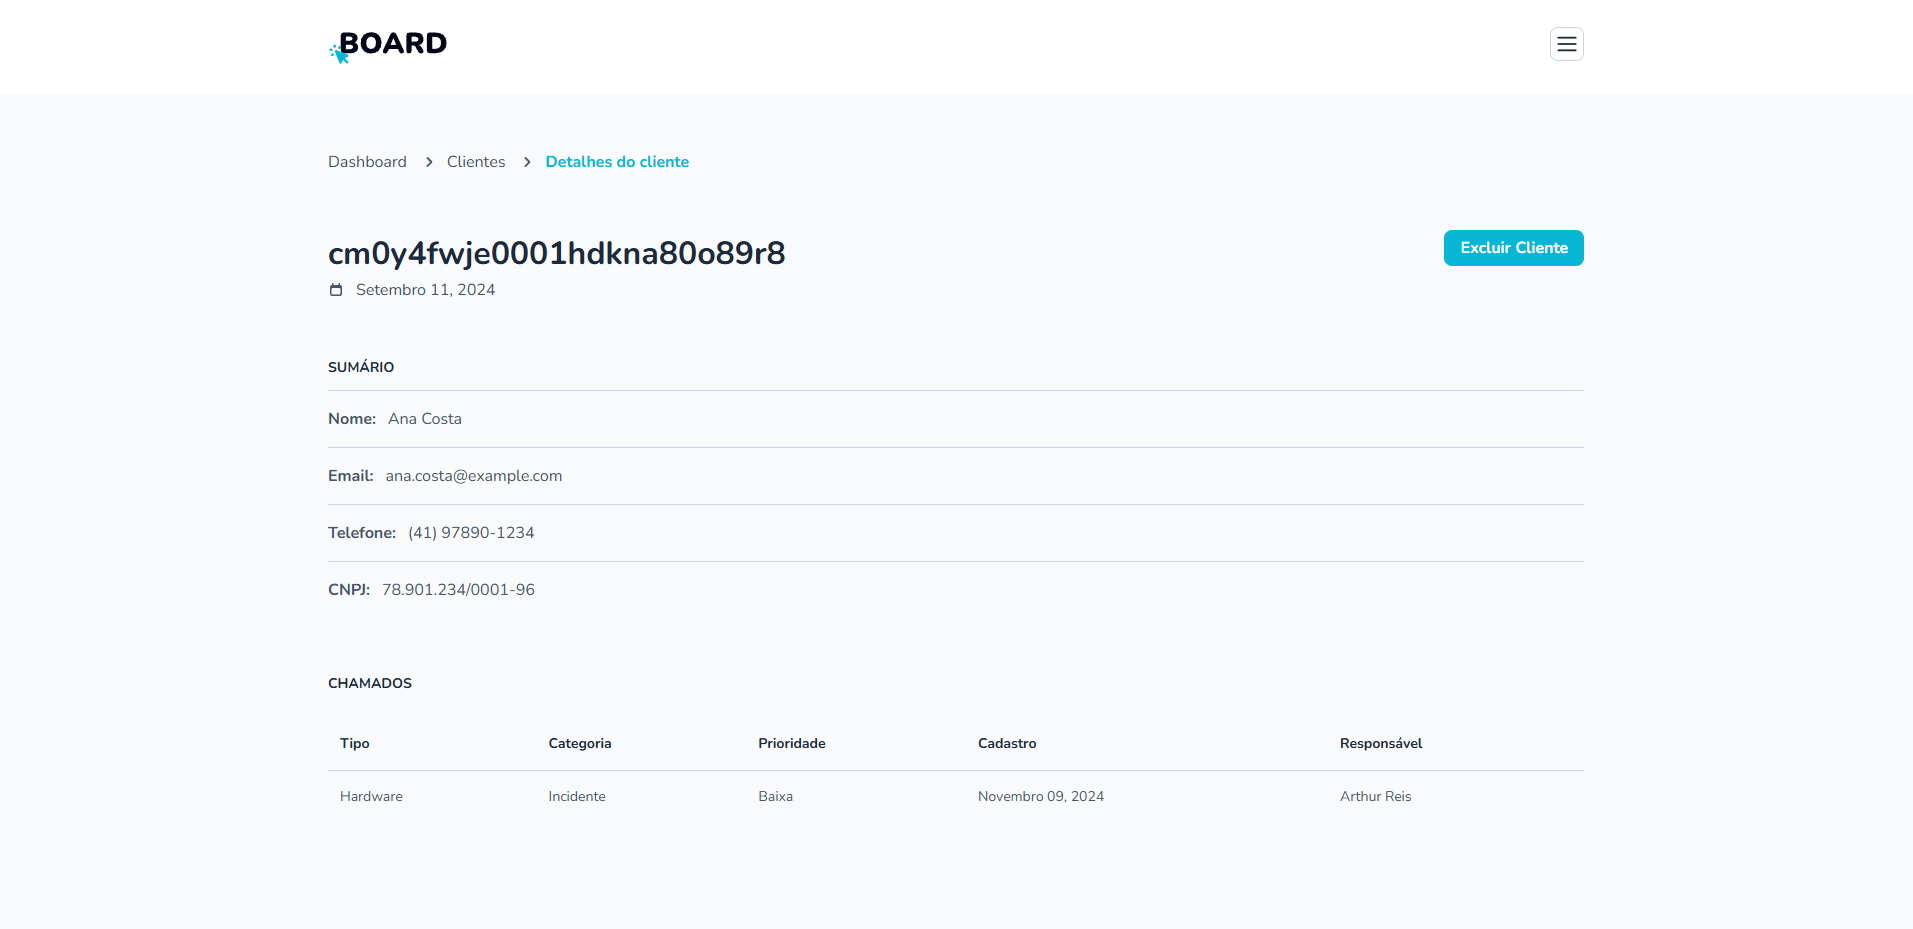 BOARD
Dashboard > Clientes > Detalhes do cliente
cm0y4fwje0001hdkna80o89r8
Excluir Cliente
Setembro 11, 2024
SUMÁRIO
Nome: Ana Costa
Email: ana.costa@example.com
Telefone: (41) 97890-1234
CNPJ: 78.901.234/0001-96
CHAMADOS
Tipo Categoria Prioridade Cadastro Responsável
Hardware Incidente Baixa Novembro 09, 2024 Arthur Reis